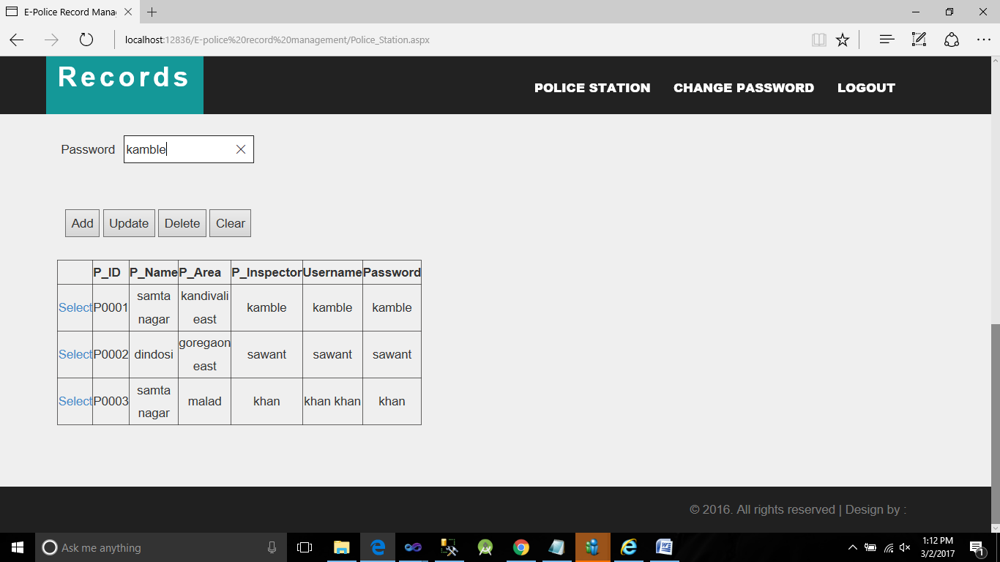 E-Police Record Mana
localhost:12836/E-police%20record%20management/Police_Station.aspx
Records
POLICE STATION CHANGE PASSWORD LOGOUT
Password kamble
Add Update Delete Clear
P_ID P_Name P_Area P_Inspector Username Password
Select P0001 samta nagar kandivali east kamble kamble kamble
Select P0002 dindosi goregaon east sawant sawant sawant
Select P0003 samta nagar malad khan khan khan khan
© 2016. All rights reserved | Design by :
Ask me anything
1:12 PM
3/2/2017
1